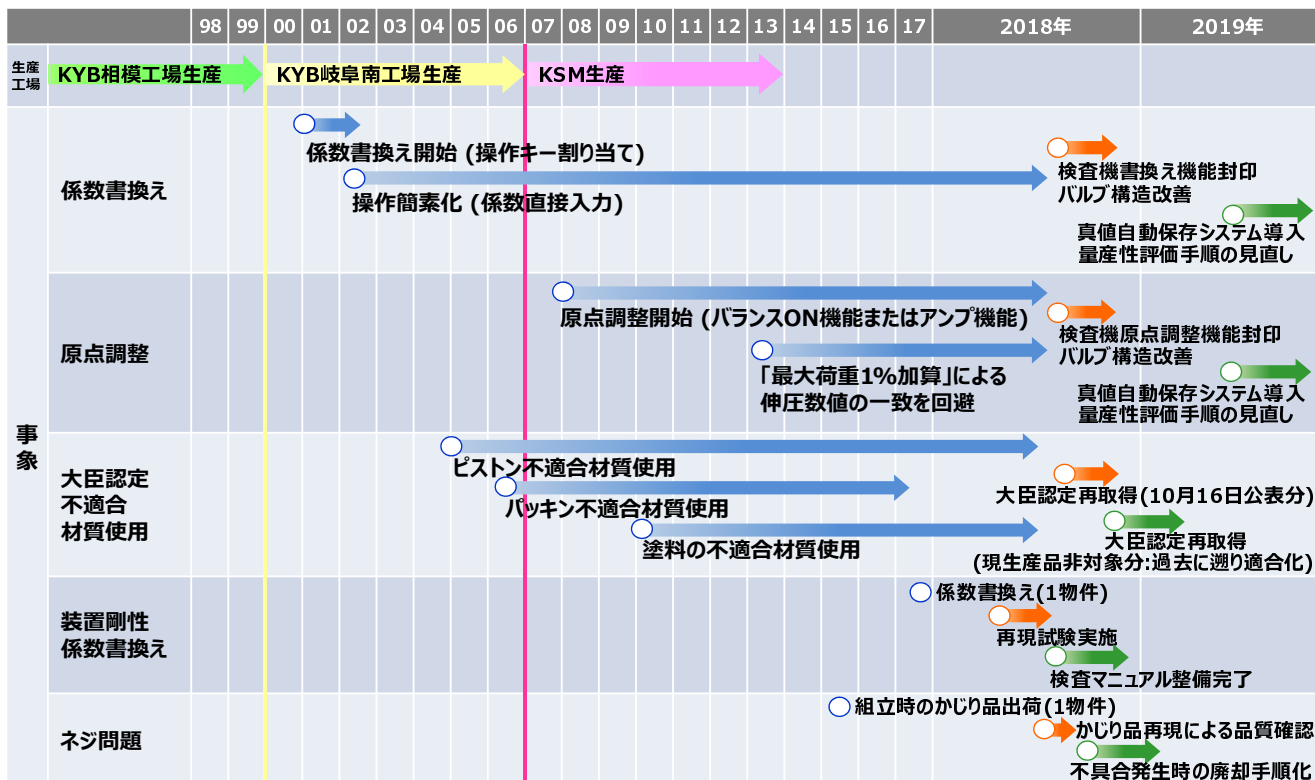 98 99 00 01 02 03 04 05 06 07 08 09 10 11 12 13 14 15 16 17 2018年 2019年
生産
工場
KYB相模工場生産
KYB岐阜南工場生産
KSM生産
事象
係数書換え
係数書換え開始 (操作キー割り当て)
操作簡素化 (係数直接入力)
検査機書換え機能封印
バルブ構造改善
真値自動保存システム導入
量産性評価手順の見直し
原点調整
原点調整開始 (バランスON機能またはアンプ機能)
「最大荷重1%加算」による
伸圧数値の一致を回避
検査機原点調整機能封印
バルブ構造改善
真値自動保存システム導入
量産性評価手順の見直し
大臣認定
不適合
材質使用
ピストン不適合材質使用
パッキン不適合材質使用
塗料の不適合材質使用
大臣認定再取得(10月16日公表分)
大臣認定再取得
(現生産品非対象分:過去に遡り適合化)
装置剛性
係数書換え
係数書換え(1物件)
再現試験実施
検査マニュアル整備完了
ネジ問題
組立時のかじり品出荷(1物件)
かじり品再現による品質確認
不具合発生時の廃却手順化